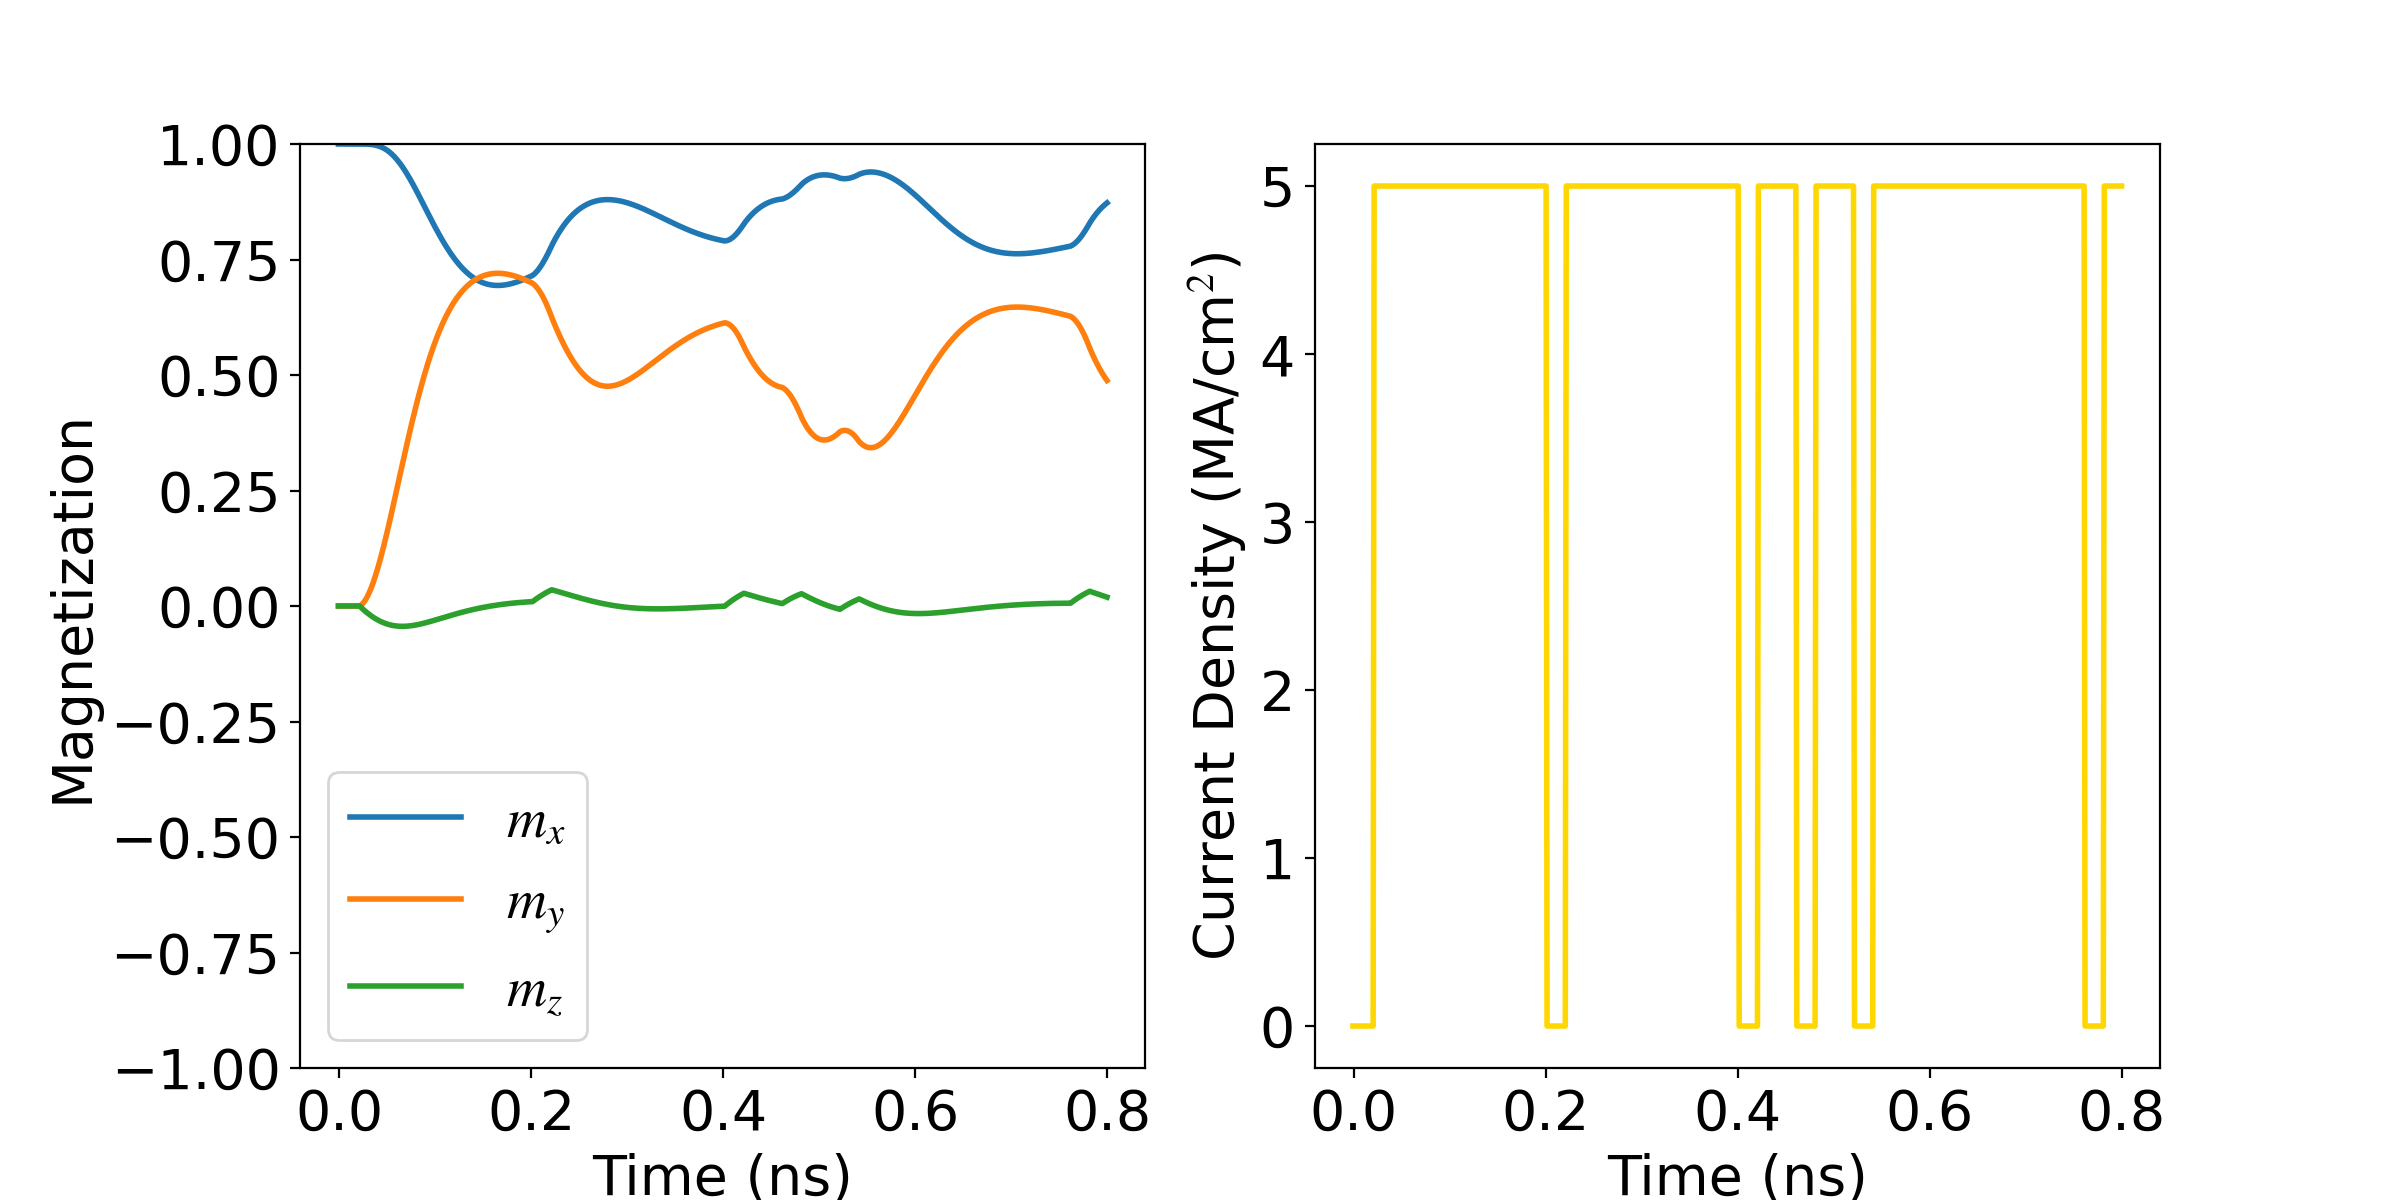 1.00
0.75
0.50
0.25
0.00
−0.25
−0.50
−0.75
−1.00
Magnetization
m_x
m_y
m_z
0.0 0.2 0.4 0.6 0.8
Time (ns)
5
4
3
2
1
0
Current Density (MA/cm²)
0.0 0.2 0.4 0.6 0.8
Time (ns)